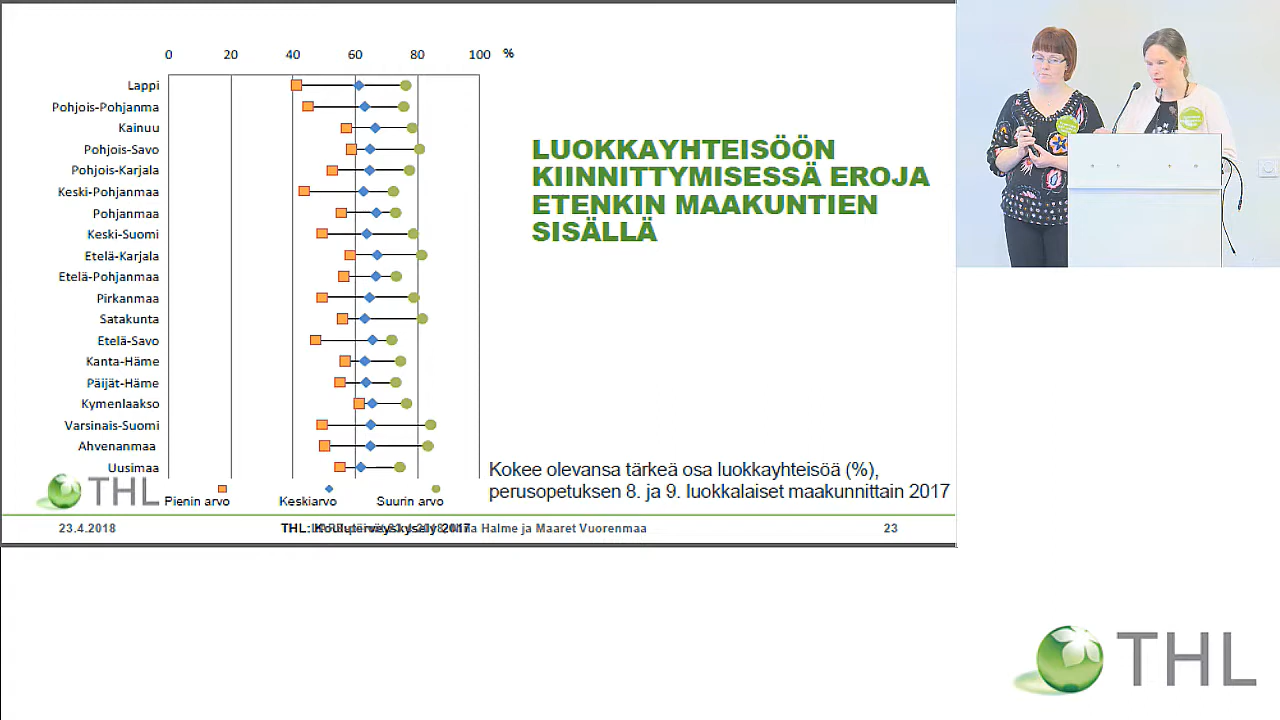 0 20 40 60 80 100 %
Lappi
Pohjois-Pohjanma
Kainuu
Pohjois-Savo
Pohjois-Karjala
Keski-Pohjanmaa
Pohjanmaa
Keski-Suomi
Etelä-Karjala
Etelä-Pohjanmaa
Pirkanmaa
Satakunta
Etelä-Savo
Kanta-Häme
Päijät-Häme
Kymenlaakso
Varsinais-Suomi
Ahvenanmaa
Uusimaa
LUOKKAYHTEISÖÖN
KIINNITTYMISESSÄ EROJA
ETENKIN MAAKUNTIEN
SISÄLLÄ
THL
Pienin arvo Keskiarvo Suurin arvo
Kokee olevansa tärkeä osa luokkayhteisöä (%),
perusopetuksen 8. ja 9. luokkalaiset maakunnittain 2017
23.4.2018
THL: Kouluterveyskysely 2017
Halme ja Maaret Vuorenmaa
23
THL